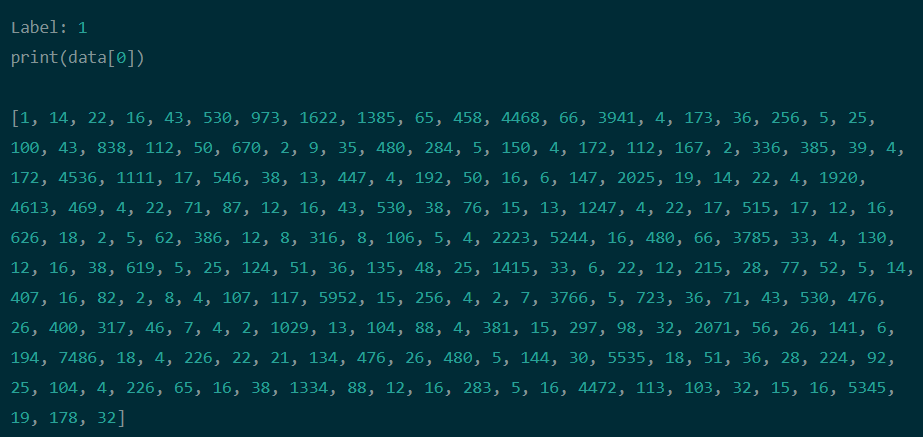 Label: 1
print(data[0])
[1, 14, 22, 16, 43, 530, 973, 1622, 1385, 65, 458, 4468, 66, 3941, 4, 173, 36, 256, 5, 25,
100, 43, 838, 112, 50, 670, 2, 9, 35, 480, 284, 5, 150, 4, 172, 112, 167, 2, 336, 385, 39, 4,
172, 4536, 1111, 17, 546, 38, 13, 447, 4, 192, 50, 16, 6, 147, 2025, 19, 14, 22, 4, 1920,
4613, 469, 4, 22, 71, 87, 12, 16, 43, 530, 38, 76, 15, 13, 1247, 4, 22, 17, 515, 17, 12, 16,
626, 18, 2, 5, 62, 386, 12, 8, 316, 8, 106, 5, 4, 2223, 5244, 16, 480, 66, 3785, 33, 4, 130,
12, 16, 38, 619, 5, 25, 124, 51, 36, 135, 48, 25, 1415, 33, 6, 22, 12, 215, 28, 77, 52, 5, 14,
407, 16, 82, 2, 8, 4, 107, 117, 5952, 15, 256, 4, 2, 7, 3766, 5, 723, 36, 71, 43, 530, 476,
26, 400, 317, 46, 7, 4, 2, 1029, 13, 104, 88, 4, 381, 15, 297, 98, 32, 2071, 56, 26, 141, 6,
194, 7486, 18, 4, 226, 22, 21, 134, 476, 26, 480, 5, 144, 30, 5535, 18, 51, 36, 28, 224, 92,
25, 104, 4, 226, 65, 16, 38, 1334, 88, 12, 16, 283, 5, 16, 4472, 113, 103, 32, 15, 16, 5345,
19, 178, 32]